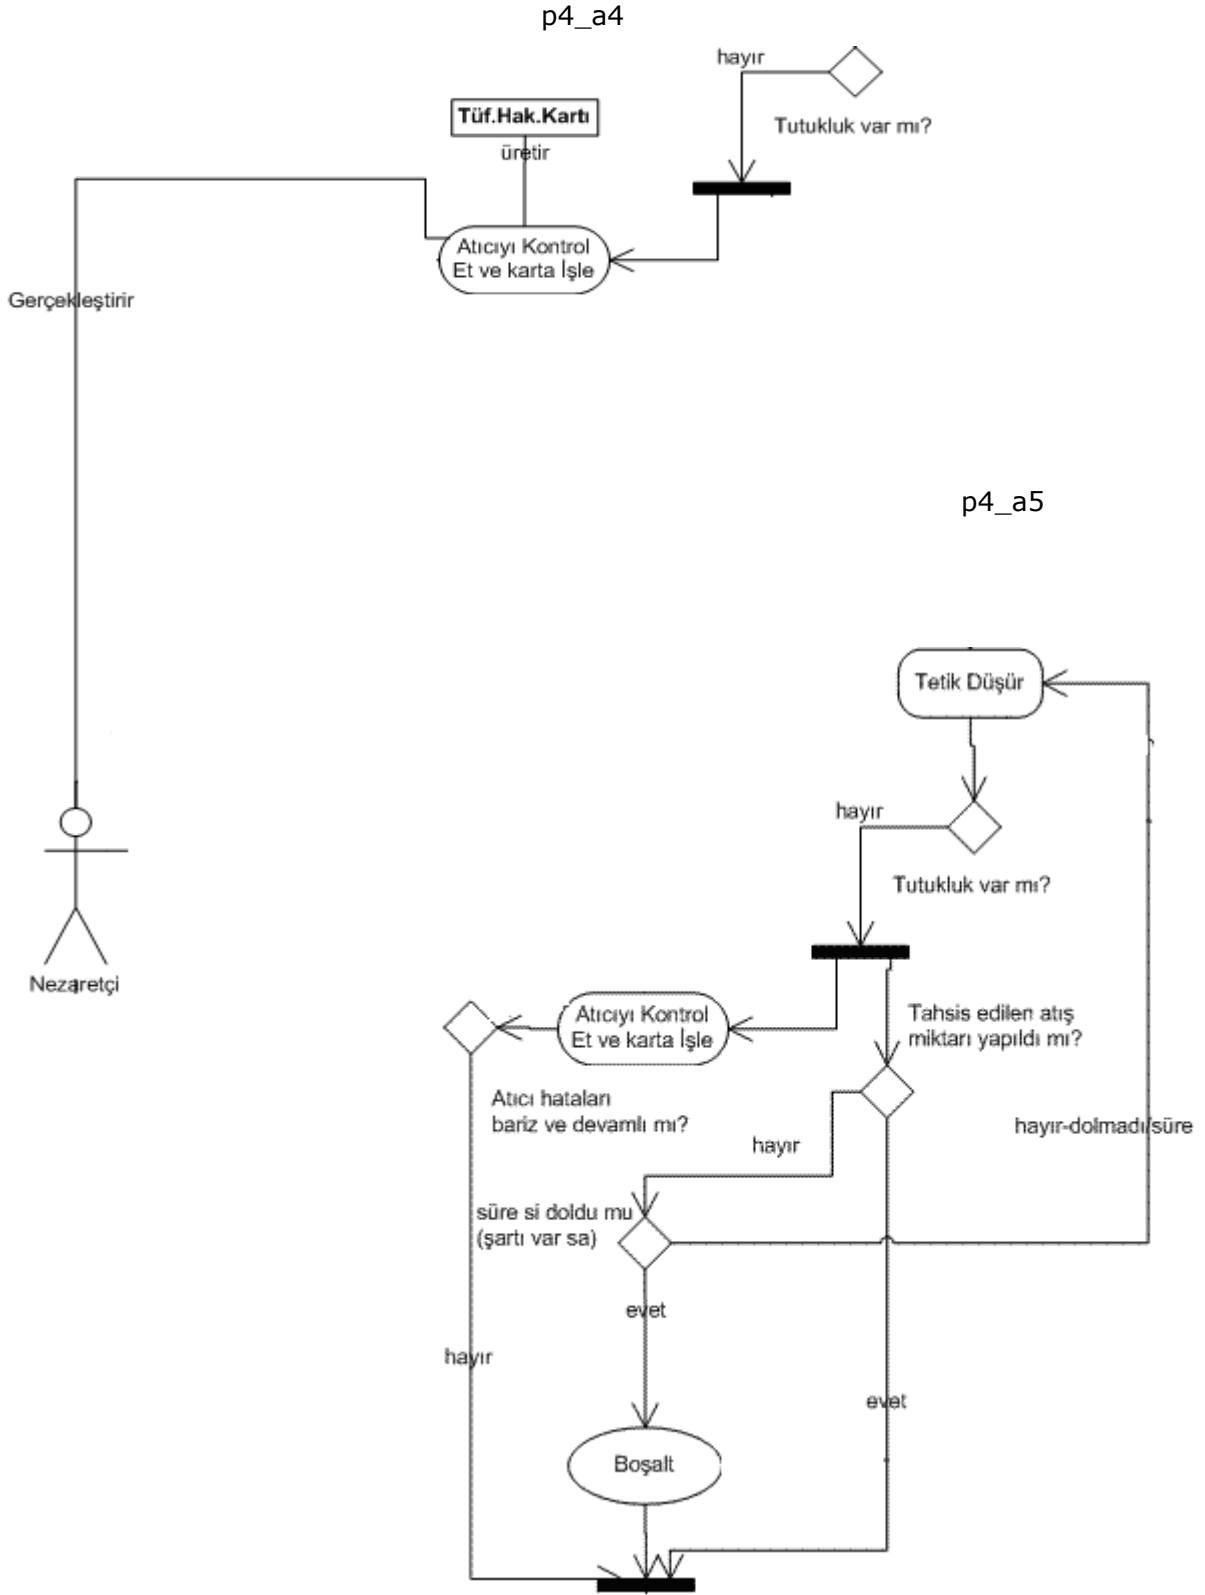 p4_a4
hayır
Tüf.Hak.Kartı
Tutukluk var mı?
üretir
Atıcıyı Kontrol
Et ve karta İşle
Gerçekleştirir
p4_a5
Tetik Düşür
hayır
Tutukluk var mı?
Nezaretçi
Atıcıyı Kontrol
Et ve karta İşle
Tahsis edilen atış
miktarı yapıldı mı?
Atıcı hataları
bariz ve devamlı mı?
hayır-dolmadı/süre
hayır
süre si doldu mu
(şartı var sa)
evet
hayır
evet
Boşalt